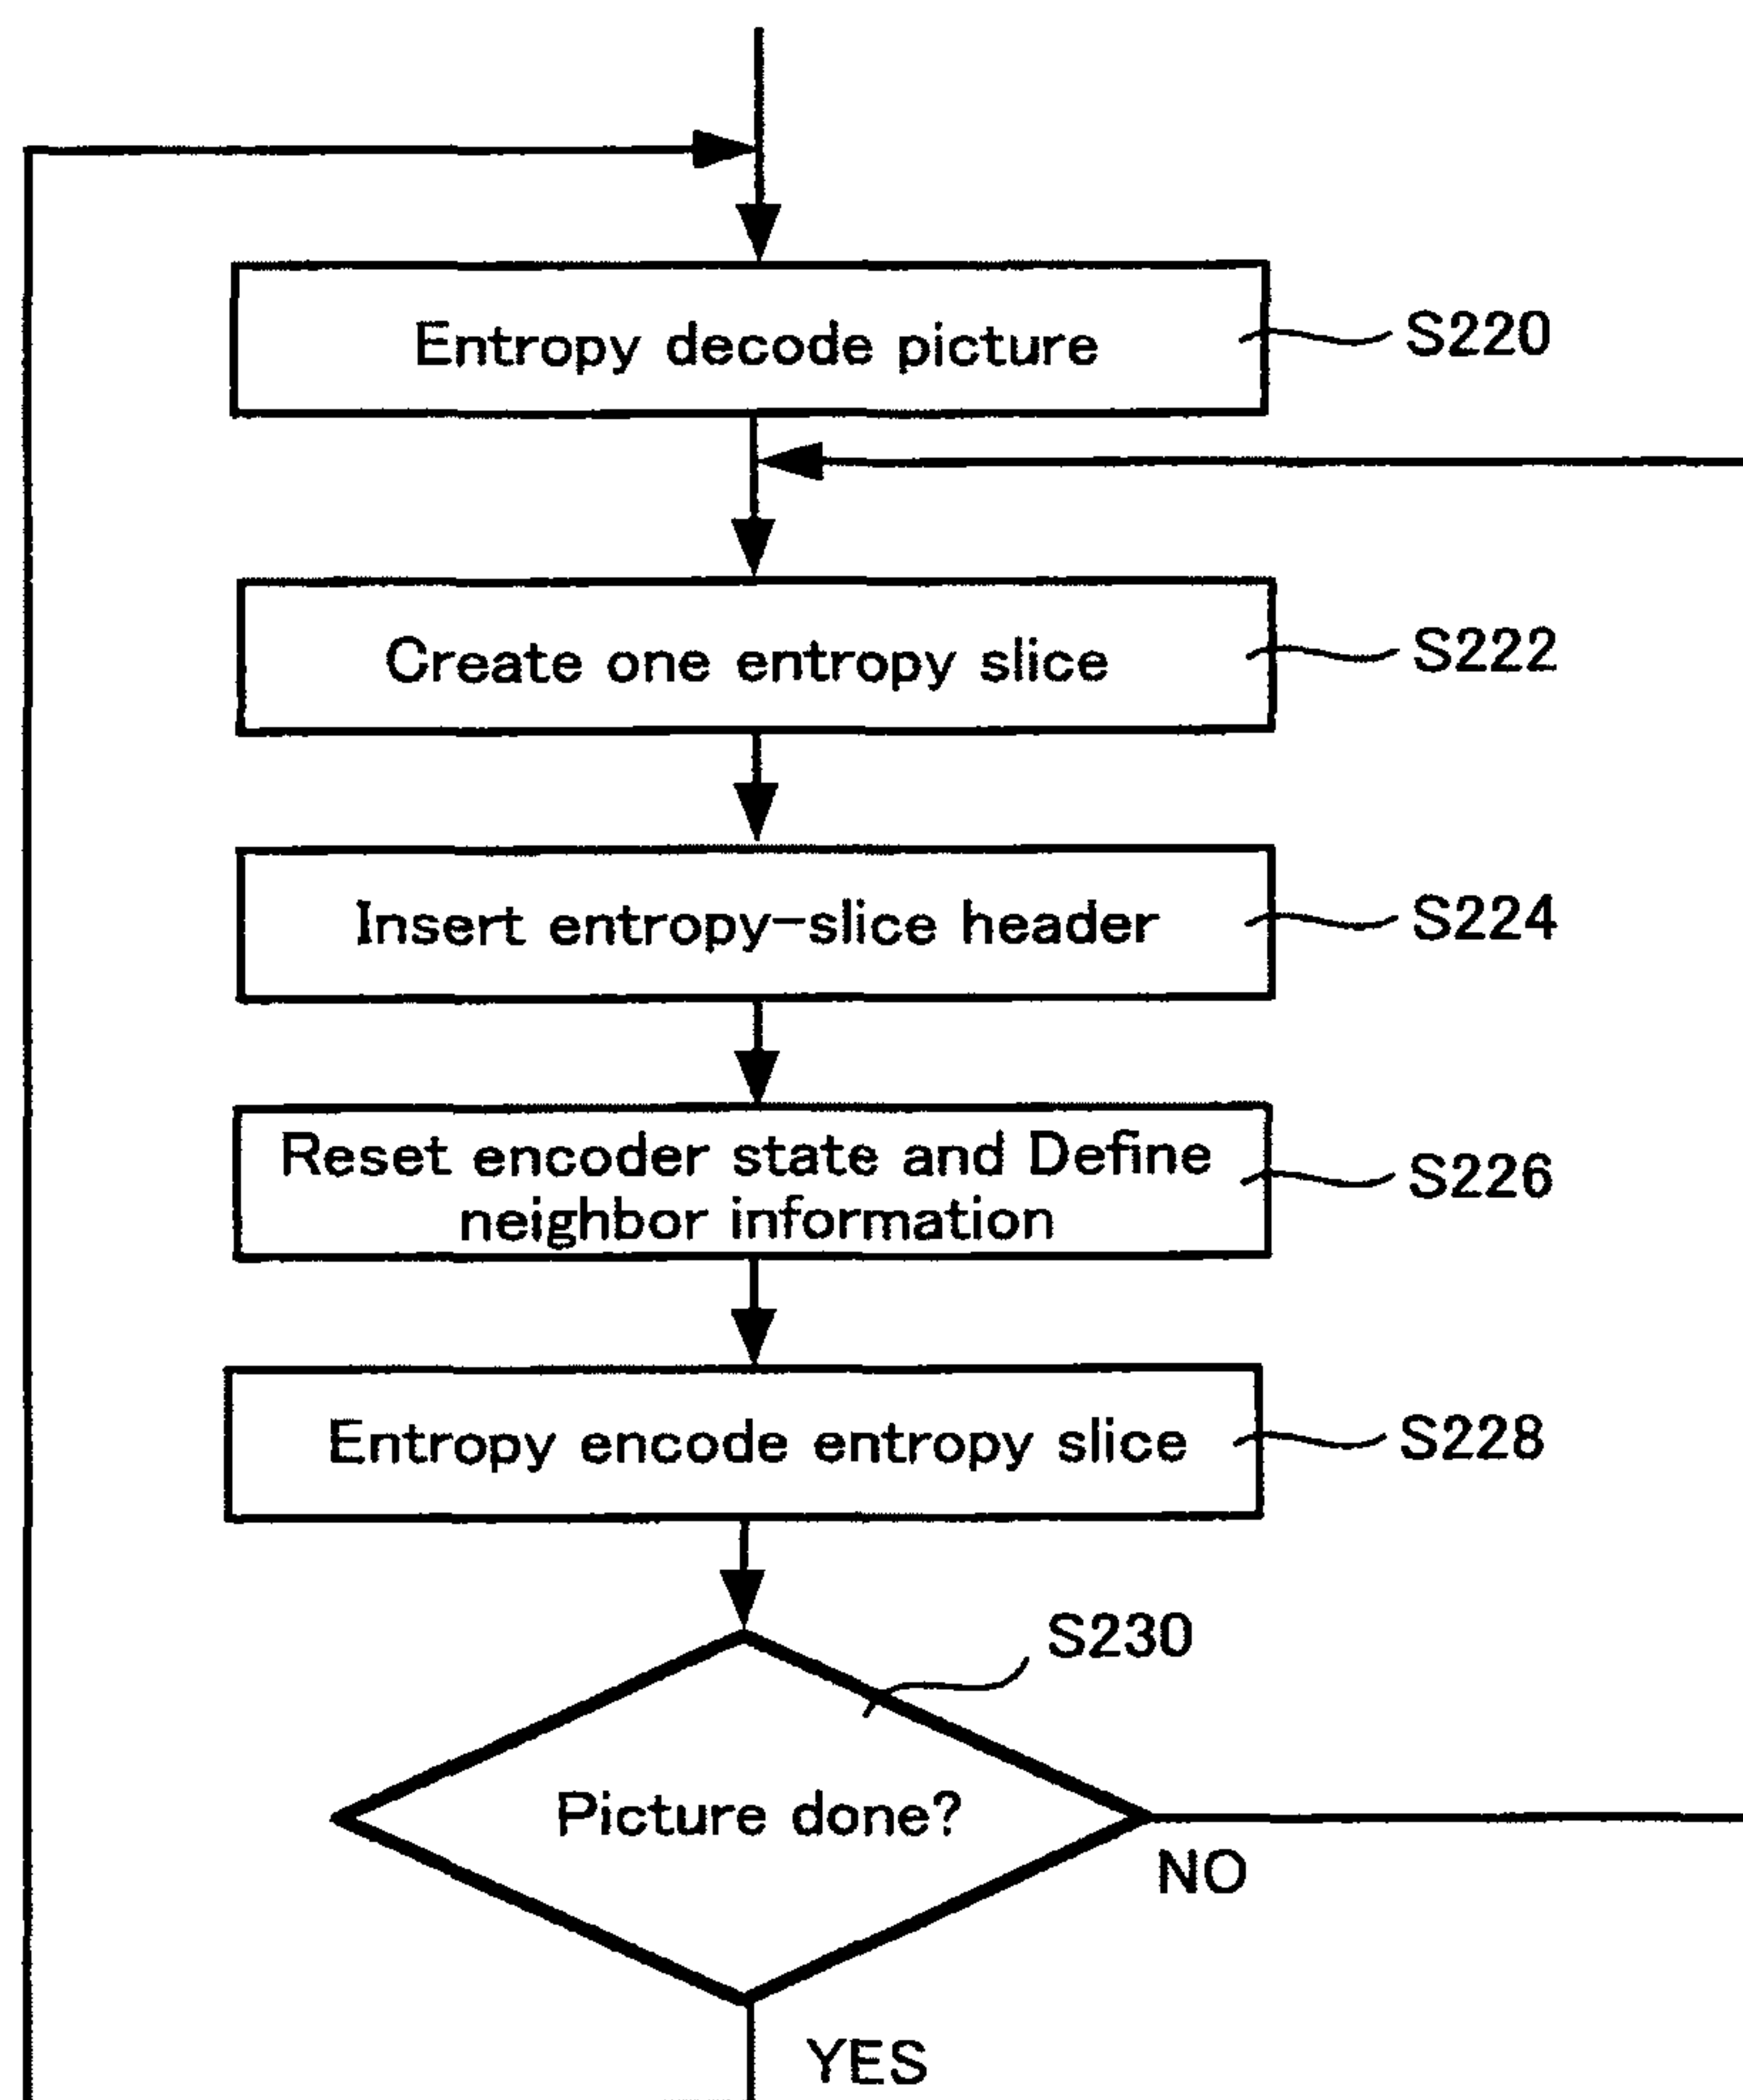 Entropy decode picture
S220
Create one entropy slice
S222
Insert entropy-slice header
S224
Reset encoder state and Define
neighbor information
S226
Entropy encode entropy slice
S228
S230
Picture done?
NO
YES